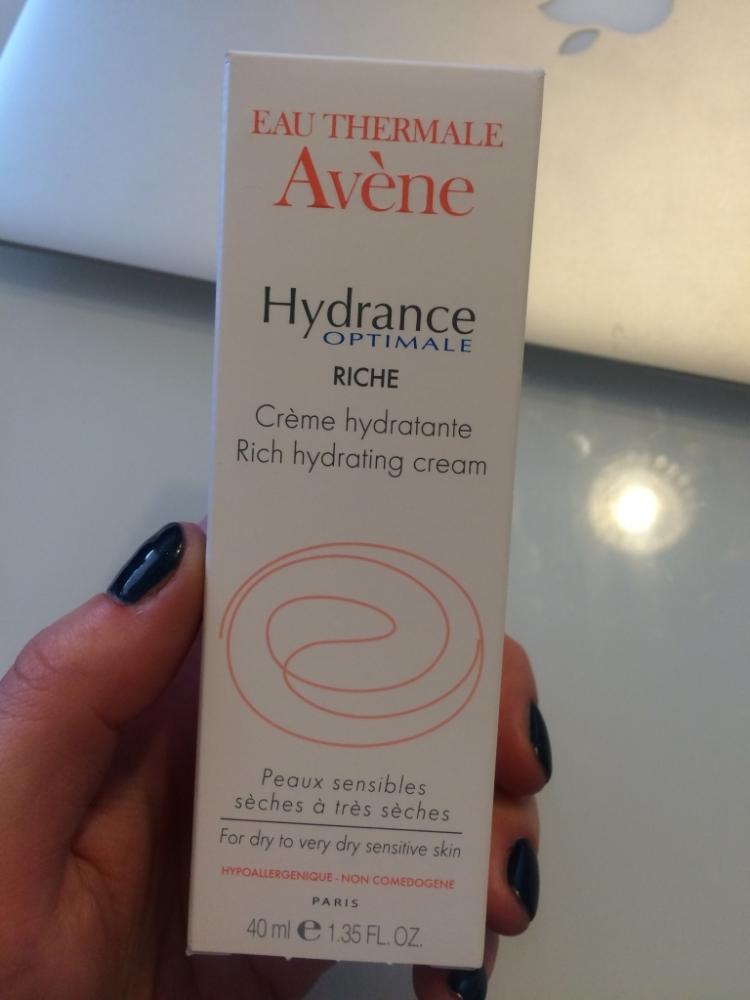 EAU THERMALE
Avène
Hydrance
OPTIMALE
RICHE
Crème hydratante
Rich hydrating cream
Peaux sensibles
sèches à très sèches
For dry to very dry sensitive skin
HYPOALLERGENIQUE - NON COMEDOGENE
PARIS
40 ml ℮ 1.35 FL. OZ.